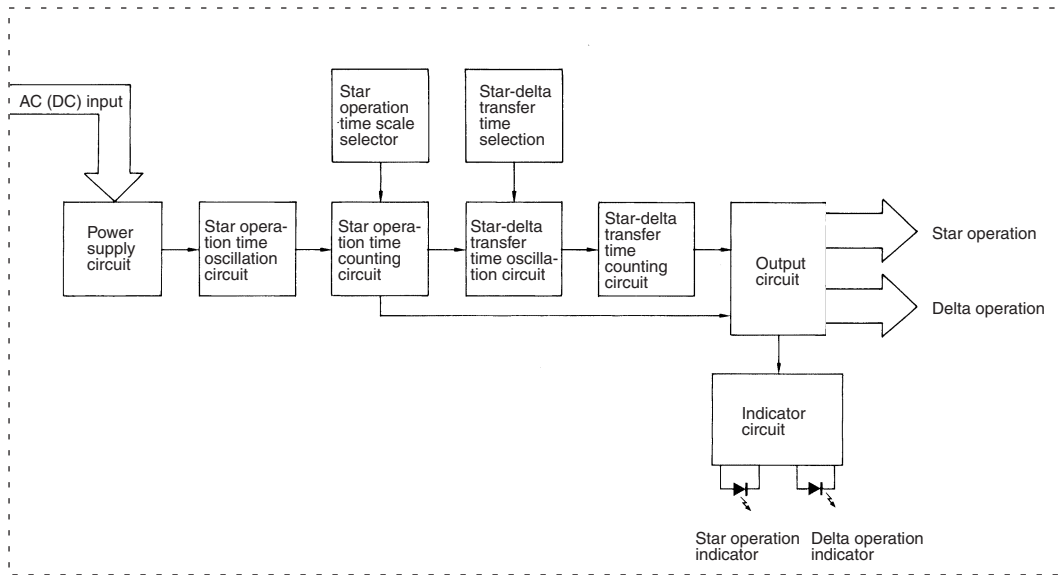 AC (DC) input
Star
operation
time scale
selector
Star-delta
transfer
time
selection
Power
supply
circuit
Star opera-
tion time
oscillation
circuit
Star opera-
tion time
counting
circuit
Star-delta
transfer
time oscilla-
tion circuit
Star-delta
transfer
time
counting
circuit
Output
circuit
Star operation
Delta operation
Indicator
circuit
Star operation
indicator
Delta operation
indicator